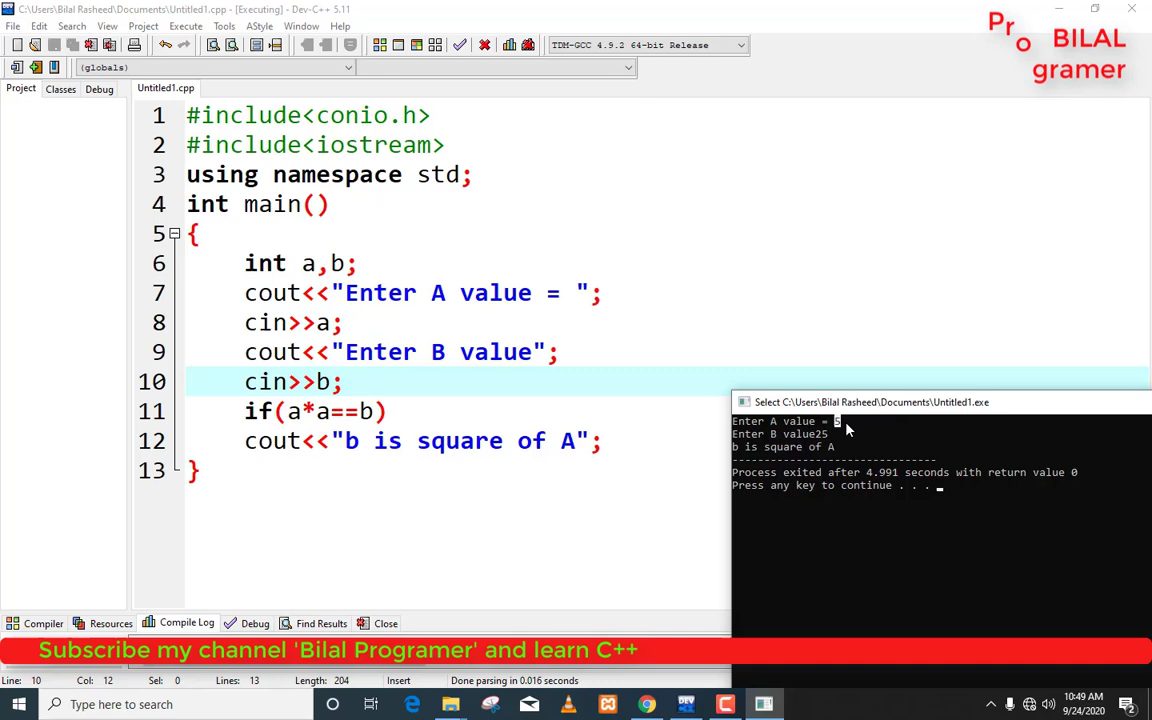 C:\Users\Bilal Rasheed\Documents\Untitled1.cpp - [Executing] - Dev-C++ 5.11
File Edit Search View Project Execute Tools AStyle Window Help
TDM-GCC 4.9.2 64-bit Release
(globals)
Pro BILAL
gramer
Project Classes Debug
Untitled1.cpp
1 #include<conio.h>
2 #include<iostream>
3 using namespace std;
4 int main()
5 {
6 int a,b;
7 cout<<"Enter A value = ";
8 cin>>a;
9 cout<<"Enter B value";
10 cin>>b;
11 if(a*a==b)
12 cout<<"b is square of A";
13 }
Select C:\Users\Bilal Rasheed\Documents\Untitled1.exe
Enter A value = 5
Enter B value25
b is square of A
--------------------------------
Process exited after 4.991 seconds with return value 0
Press any key to continue . . .
Compiler Resources Compile Log Debug Find Results Close
Subscribe my channel 'Bilal Programer' and learn C++
Line: 10 Col: 12 Sel: 0 Lines: 13 Length: 204 Insert Done parsing in 0.016 seconds
Type here to search
10:49 AM
9/24/2020
2